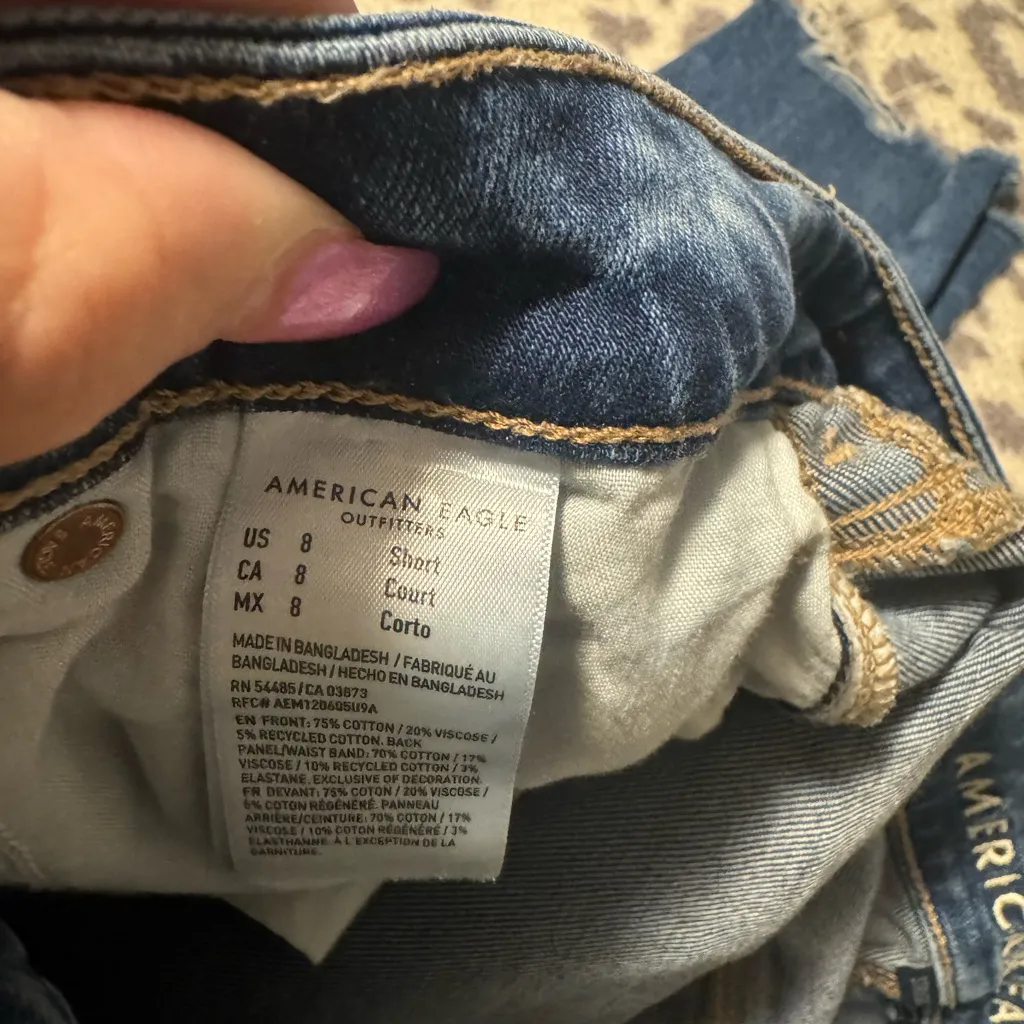 AMERICAN EAGLE
OUTFITTERS
US 8 Short
CA 8 Court
MX 8 Corto
MADE IN BANGLADESH / FABRIQUÉ AU
BANGLADESH / HECHO EN BANGLADESH
RN 54485 / CA 03873
RFC# AEM120605U9A
EN FRONT: 75% COTTON / 20% VISCOSE /
5% RECYCLED COTTON. BACK
PANEL/WAIST BAND: 70% COTTON / 17%
VISCOSE / 10% RECYCLED COTTON / 3%
ELASTANE. EXCLUSIVE OF DECORATION.
FR DEVANT: 75% COTON / 20% VISCOSE /
5% COTON RÉGÉNÉRÉ. PANNEAU
ARRIÈRE/CEINTURE: 70% COTON / 17%
VISCOSE / 10% COTON RÉGÉNÉRÉ / 3%
ÉLASTHANNE. À L'EXCEPTION DE LA
GARNITURE.
AMERICAN EA